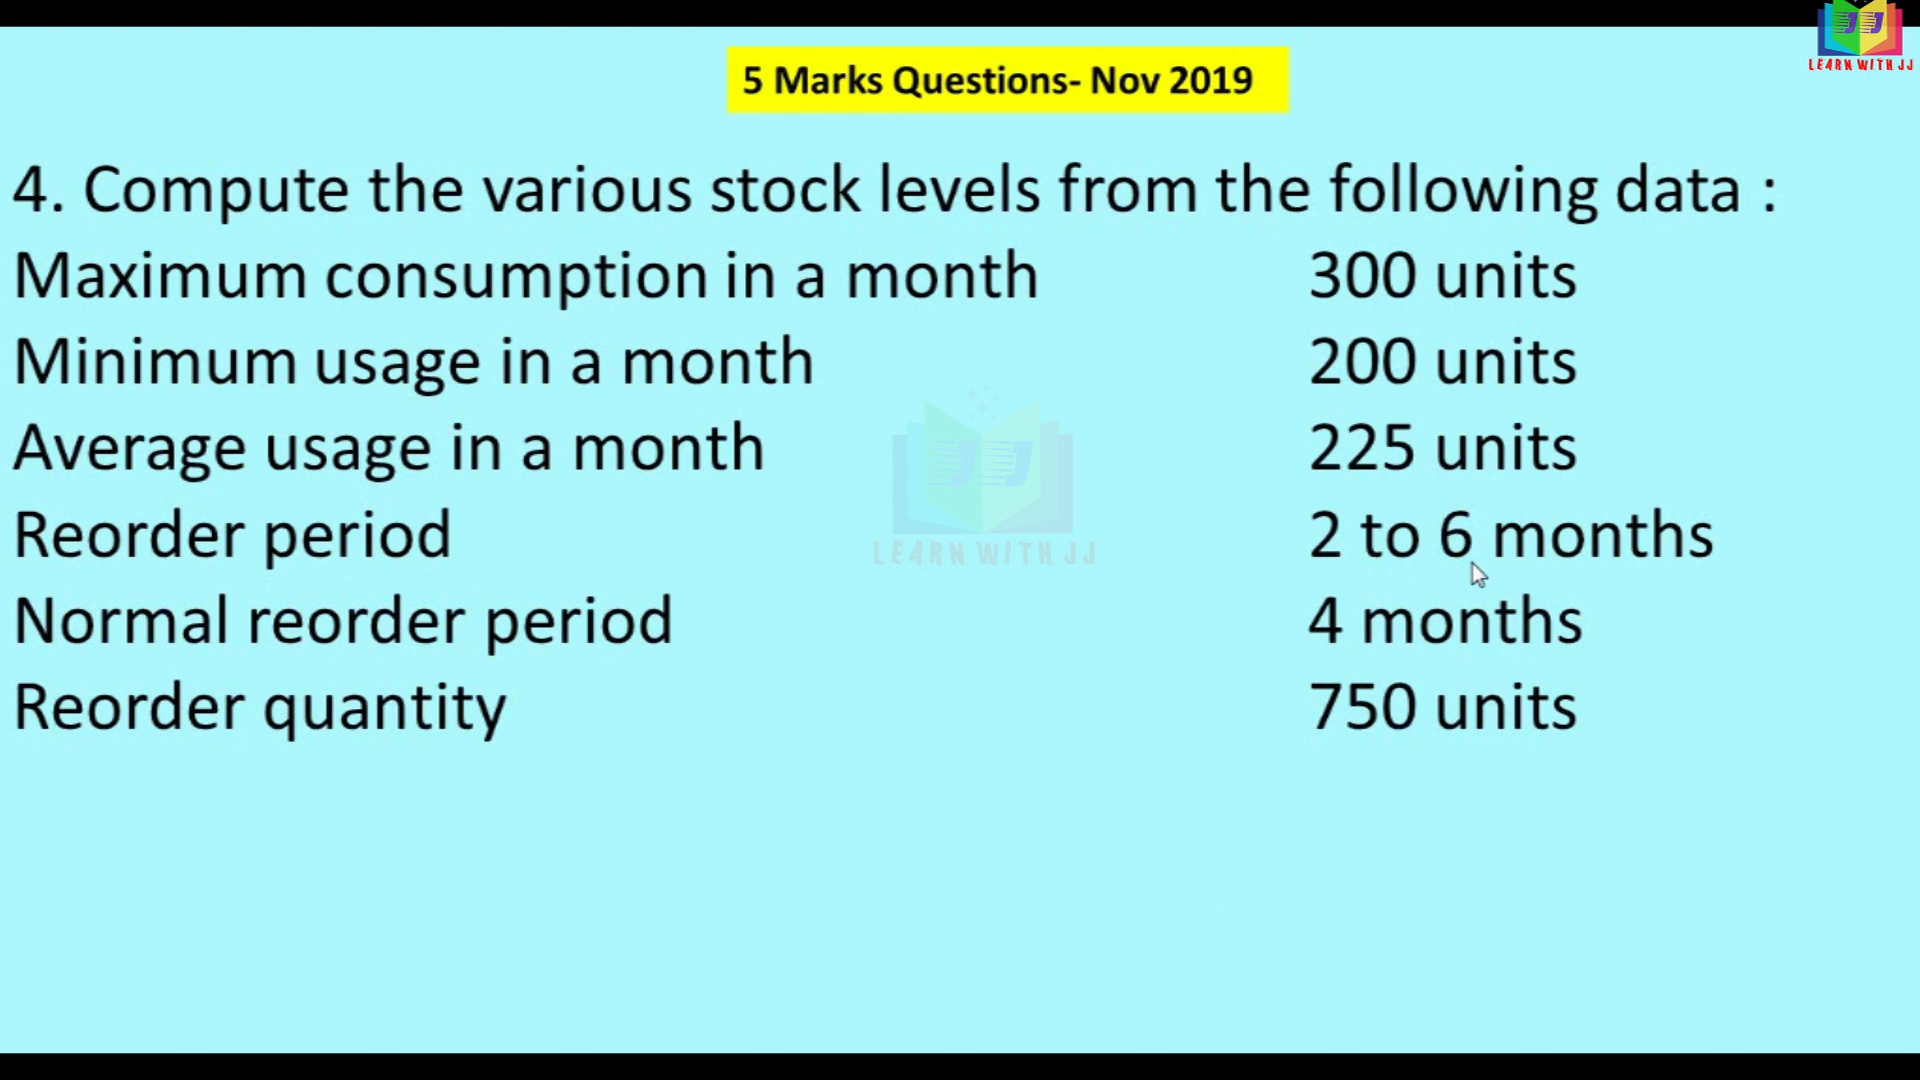 LEARN WITH JJ
5 Marks Questions- Nov 2019
4. Compute the various stock levels from the following data :
Maximum consumption in a month 300 units
Minimum usage in a month 200 units
Average usage in a month 225 units
Reorder period 2 to 6 months
LEARN WITH JJ
Normal reorder period 4 months
Reorder quantity 750 units